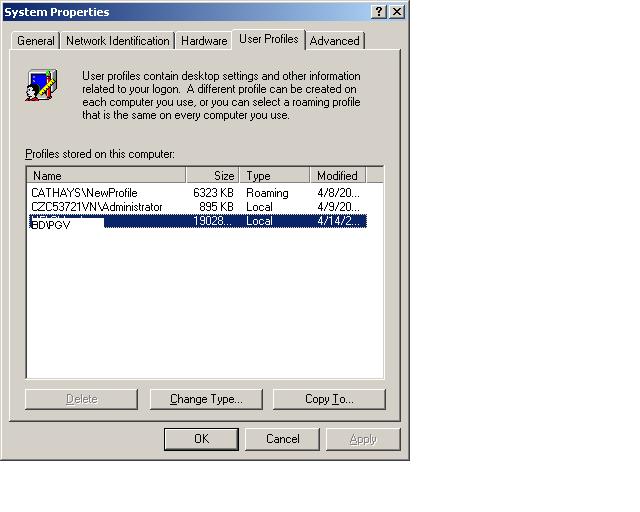 System Properties
General Network Identification Hardware User Profiles Advanced
User profiles contain desktop settings and other information
related to your logon. A different profile can be created on
each computer you use, or you can select a roaming profile
that is the same on every computer you use.
Profiles stored on this computer:
Name Size Type Modified
CATHAYS\NewProfile 6323 KB Roaming 4/8/20...
CZC53721VN\Administrator 895 KB Local 4/9/20...
BD\PGV 19028... Local 4/14/2...
Delete Change Type... Copy To...
OK Cancel Apply